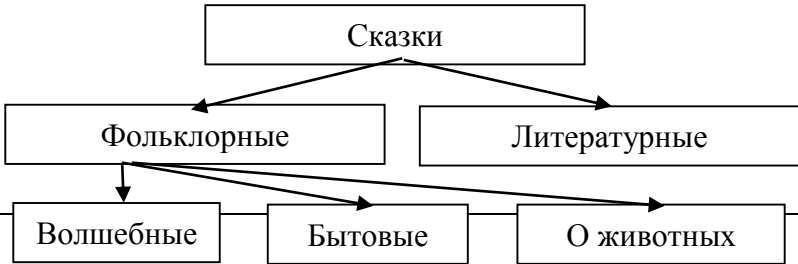 Сказки
Фольклорные
Литературные
Волшебные
Бытовые
О животных